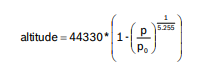 altitude = 44330 * (1 - (p / p₀)^(1 / 5.255))